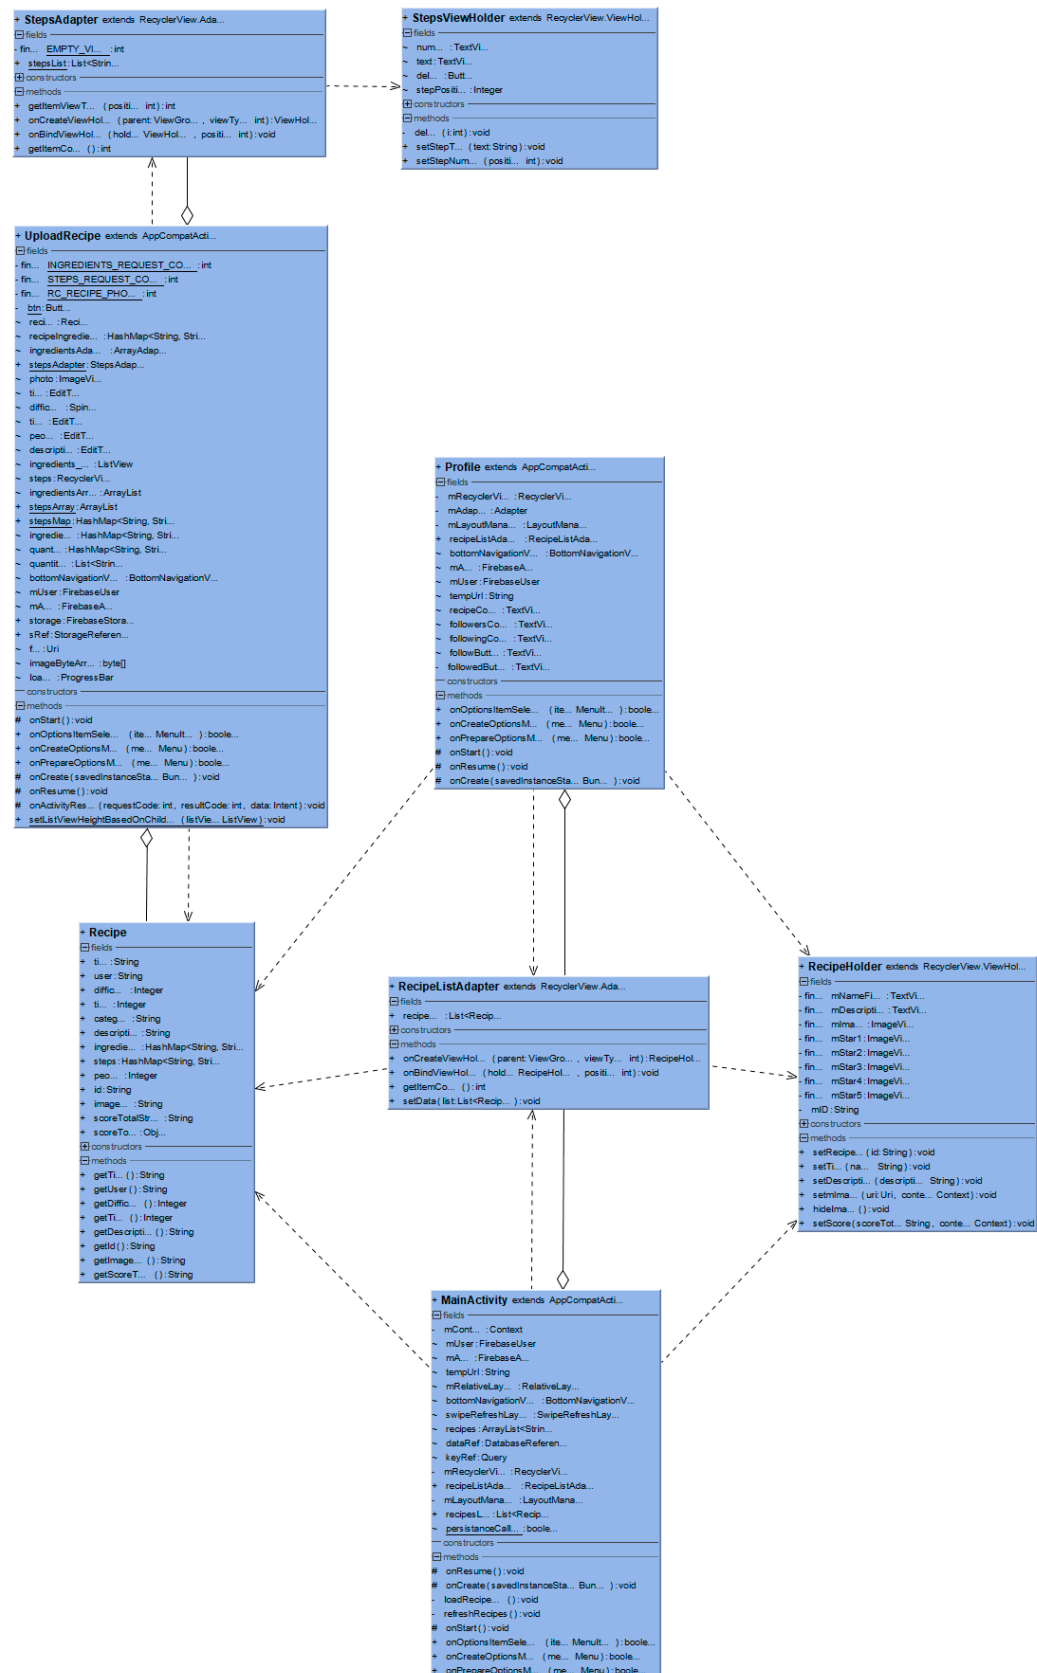 + StepsAdapter extends RecyclerView.Ada...
fields
- fin... EMPTY_VI... : int
+ stepsList : List<Strin...
constructors
methods
+ getItemViewT... (positi... int) : int
+ onCreateViewHol... (parent: ViewGro... , viewTy... int) : ViewHol...
+ onBindViewHol... (hold... ViewHol... , positi... int) : void
+ getItemCo... () : int
+ StepsViewHolder extends RecyclerView.ViewHol...
fields
~ num... : TextVi...
~ text : TextVi...
~ del... : Butt...
~ stepPositi... : Integer
constructors
methods
- del... (i: int) : void
+ setStepT... (text: String) : void
+ setStepNum... (positi... int) : void
+ UploadRecipe extends AppCompatActi...
fields
- fin... INGREDIENTS_REQUEST_CO... : int
- fin... STEPS_REQUEST_CO... : int
- fin... RC_RECIPE_PHO... : int
- btn : Butt...
~ reci... : Reci...
~ recipeIngredie... : HashMap<String, Stri...
~ ingredientsAda... : ArrayAdap...
+ stepsAdapter : StepsAdap...
~ photo : ImageVi...
~ ti... : EditT...
~ diffic... : Spin...
~ ti... : EditT...
~ peo... : EditT...
~ descripti... : EditT...
~ ingredients_... : ListView
~ steps : RecyclerVi...
~ ingredientsArr... : ArrayList
+ stepsArray : ArrayList
+ stepsMap : HashMap<String, Stri...
~ ingredie... : HashMap<String, Stri...
~ quant... : HashMap<String, Stri...
~ quantit... : List<Strin...
~ bottomNavigationV... : BottomNavigationV...
~ mUser : FirebaseUser
~ mA... : FirebaseA...
+ storage : FirebaseStora...
+ sRef : StorageReferen...
~ f... : Uri
~ imageByteArr... : byte[]
~ loa... : ProgressBar
constructors
methods
# onStart () : void
+ onOptionsItemSele... (ite... MenuIt... ) : boole...
+ onCreateOptionsM... (me... Menu) : boole...
+ onPrepareOptionsM... (me... Menu) : boole...
# onCreate (savedInstanceSta... Bun... ) : void
# onResume () : void
# onActivityRes... (requestCode: int, resultCode: int, data: Intent) : void
+ setListViewHeightBasedOnChild... (listVie... ListView) : void
+ Profile extends AppCompatActi...
fields
- mRecyclerVi... : RecyclerVi...
- mAdap... : Adapter
- mLayoutMana... : LayoutMana...
+ recipeListAda... : RecipeListAda...
~ bottomNavigationV... : BottomNavigationV...
~ mA... : FirebaseA...
~ mUser : FirebaseUser
~ tempUrl : String
~ recipeCo... : TextVi...
~ followersCo... : TextVi...
~ followingCo... : TextVi...
~ followButt... : TextVi...
- followedBut... : TextVi...
constructors
methods
+ onOptionsItemSele... (ite... MenuIt... ) : boole...
+ onCreateOptionsM... (me... Menu) : boole...
+ onPrepareOptionsM... (me... Menu) : boole...
# onStart () : void
# onResume () : void
# onCreate (savedInstanceSta... Bun... ) : void
+ Recipe
fields
+ ti... : String
+ user : String
+ diffic... : Integer
+ ti... : Integer
+ categ... : String
+ descripti... : String
+ ingredie... : HashMap<String, Stri...
+ steps : HashMap<String, Stri...
+ peo... : Integer
+ id : String
+ image... : String
+ scoreTotalStr... : String
+ scoreTo... : Obj...
constructors
methods
+ getTi... () : String
+ getUser () : String
+ getDiffic... () : Integer
+ getTi... () : Integer
+ getDescripti... () : String
+ getId () : String
+ getImage... () : String
+ getScoreT... () : String
+ RecipeListAdapter extends RecyclerView.Ada...
fields
+ recipe... : List<Recip...
constructors
methods
+ onCreateViewHol... (parent: ViewGro... , viewTy... int) : RecipeHol...
+ onBindViewHol... (hold... RecipeHol... , positi... int) : void
+ getItemCo... () : int
+ setData (list: List<Recip... ) : void
+ RecipeHolder extends RecyclerView.ViewHol...
fields
- fin... mNameFi... : TextVi...
- fin... mDescripti... : TextVi...
- fin... mIma... : ImageVi...
- fin... mStar1 : ImageVi...
- fin... mStar2 : ImageVi...
- fin... mStar3 : ImageVi...
- fin... mStar4 : ImageVi...
- fin... mStar5 : ImageVi...
- mID : String
constructors
methods
+ setRecipe... (id: String) : void
+ setTi... (na... String) : void
+ setDescripti... (descripti... String) : void
+ setmIma... (uri: Uri, conte... Context) : void
+ hideIma... () : void
+ setScore (scoreTot... String, conte... Context) : void
+ MainActivity extends AppCompatActi...
fields
- mCont... : Context
~ mUser : FirebaseUser
~ mA... : FirebaseA...
~ tempUrl : String
~ mRelativeLay... : RelativeLay...
~ bottomNavigationV... : BottomNavigationV...
~ swipeRefreshLay... : SwipeRefreshLay...
~ recipes : ArrayList<Strin...
~ dataRef : DatabaseReferen...
~ keyRef : Query
- mRecyclerVi... : RecyclerVi...
+ recipeListAda... : RecipeListAda...
- mLayoutMana... : LayoutMana...
+ recipesL... : List<Recip...
~ persistanceCall... : boole...
constructors
methods
# onResume () : void
# onCreate (savedInstanceSta... Bun... ) : void
- loadRecipe... () : void
- refreshRecipes () : void
# onStart () : void
+ onOptionsItemSele... (ite... MenuIt... ) : boole...
+ onCreateOptionsM... (me... Menu) : boole...
+ onPrepareOptionsM... (me... Menu) : boole...